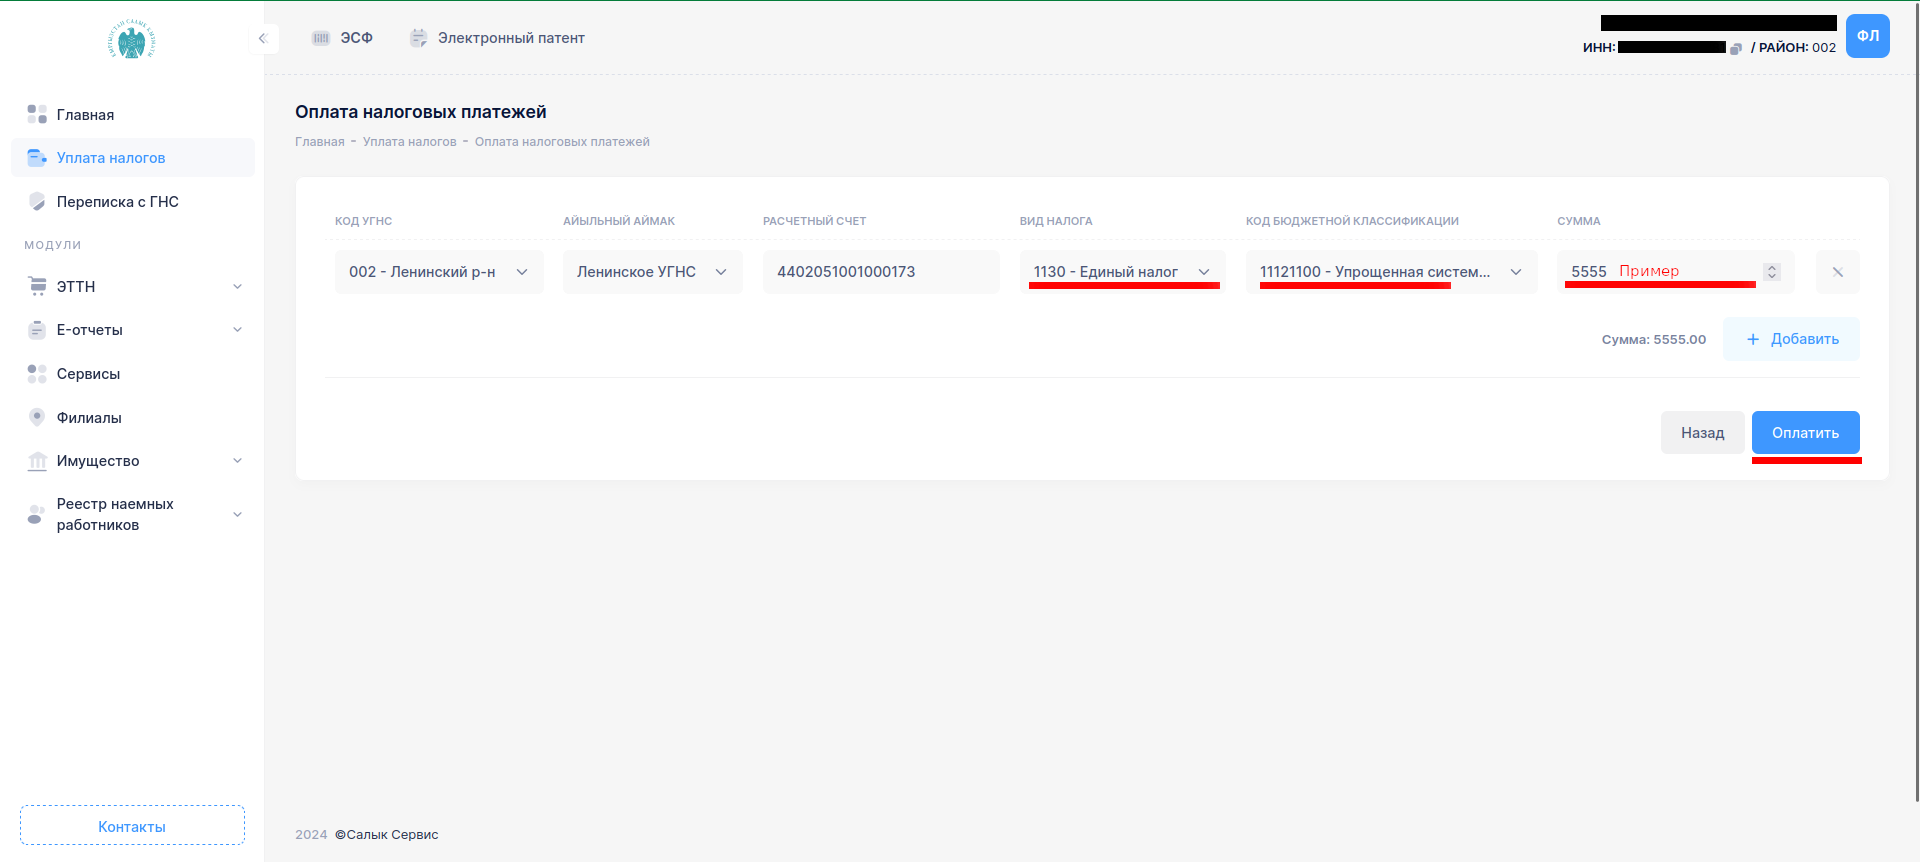 ЭСФ
Электронный патент
ИНН:
/ РАЙОН: 002
ФЛ
Главная
Уплата налогов
Переписка с ГНС
МОДУЛИ
ЭТТН
Е-отчеты
Сервисы
Филиалы
Имущество
Реестр наемных
работников
Контакты
Оплата налоговых платежей
Главная - Уплата налогов - Оплата налоговых платежей
КОД УГНС
АЙЫЛЬНЫЙ АЙМАК
РАСЧЕТНЫЙ СЧЕТ
ВИД НАЛОГА
КОД БЮДЖЕТНОЙ КЛАССИФИКАЦИИ
СУММА
002 - Ленинский р-н
Ленинское УГНС
4402051001000173
1130 - Единый налог
11121100 - Упрощенная систем...
5555 Пример
Сумма: 5555.00
+ Добавить
Назад
Оплатить
2024 ©Салык Сервис